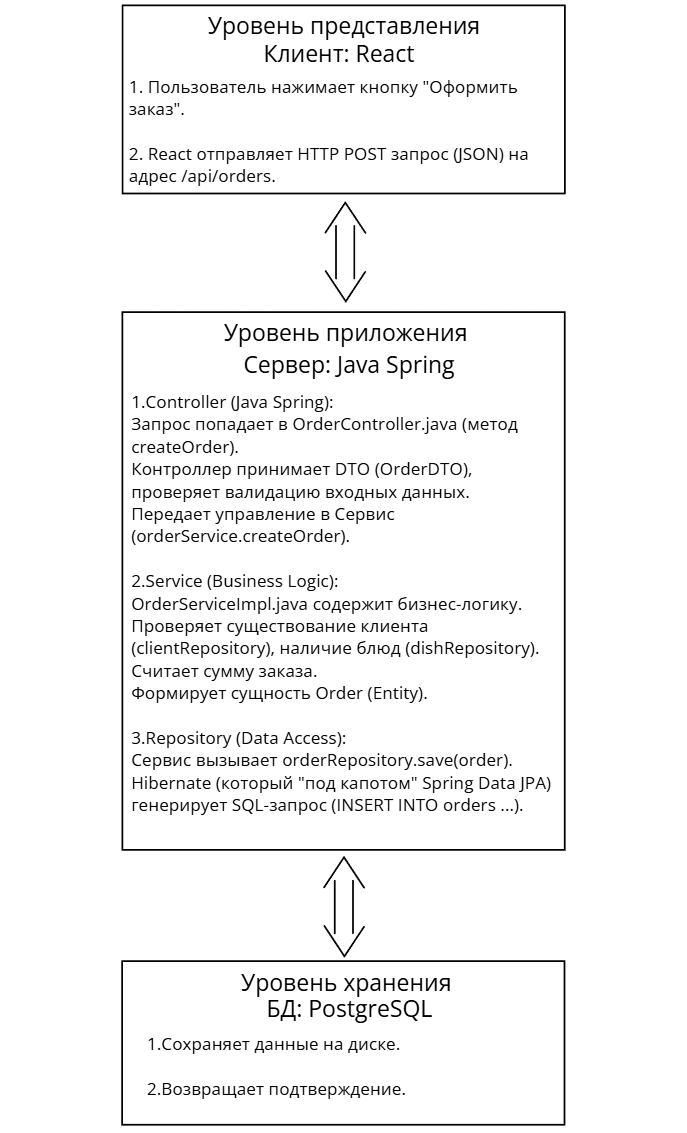 Уровень представления
Клиент: React
1. Пользователь нажимает кнопку "Оформить
заказ".
2. React отправляет HTTP POST запрос (JSON) на
адрес /api/orders.
Уровень приложения
Сервер: Java Spring
1.Controller (Java Spring):
Запрос попадает в OrderController.java (метод
createOrder).
Контроллер принимает DTO (OrderDTO),
проверяет валидацию входных данных.
Передает управление в Сервис
(orderService.createOrder).
2.Service (Business Logic):
OrderServiceImpl.java содержит бизнес-логику.
Проверяет существование клиента
(clientRepository), наличие блюд (dishRepository).
Считает сумму заказа.
Формирует сущность Order (Entity).
3.Repository (Data Access):
Сервис вызывает orderRepository.save(order).
Hibernate (который "под капотом" Spring Data JPA)
генерирует SQL-запрос (INSERT INTO orders ...).
Уровень хранения
БД: PostgreSQL
1.Сохраняет данные на диске.
2.Возвращает подтверждение.